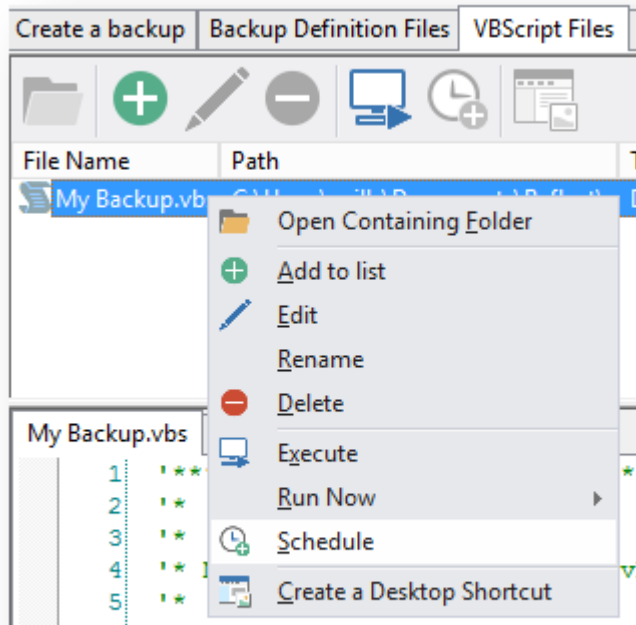 Create a backup Backup Definition Files VBScript Files
File Name Path
My Backup.vb
Open Containing Folder
Add to list
Edit
Rename
Delete
Execute
Run Now
Schedule
Create a Desktop Shortcut
My Backup.vbs
1 '**
2 '*
3 '*
4 '*
5 '*